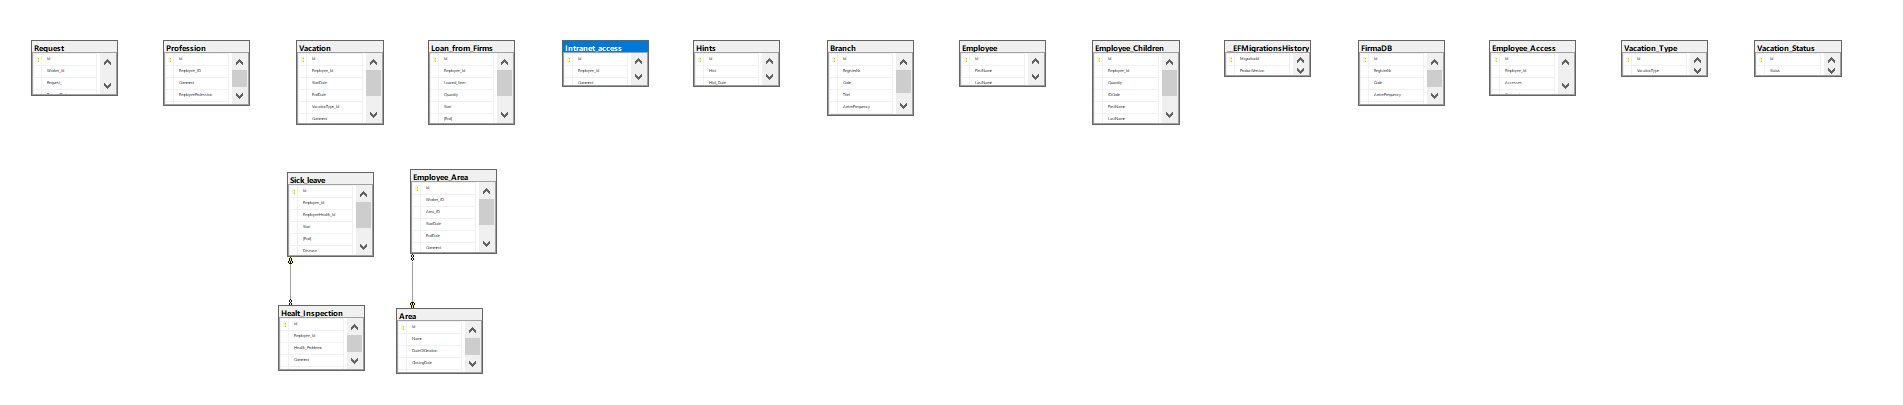 Request
Id
Worker_Id
Request_
Profession
Id
Employee_ID
Comment
EmployeeProfession
Vacation
Id
Employee_Id
StartDate
EndDate
VacationType_Id
Comment
Loan_from_Firms
Id
Employee_Id
Loaned_Item
Quantity
Start
[End]
Intranet_access
Id
Employee_Id
Comment
Hints
Id
Hint
Hint_Date
Branch
Id
RegisterNr
Code
Titel
ActiveFrequency
Employee
Id
FirstName
LastName
Employee_Children
Id
Employee_Id
Quantity
IDCode
FirstName
LastName
__EFMigrationsHistory
MigrationId
ProductVersion
FirmaDB
Id
RegisterNr
Code
ActiveFrequency
Employee_Access
Id
Employee_Id
Accesses
Vacation_Type
Id
VacationType
Vacation_Status
Id
Status
Sick_leave
Id
Employee_Id
EmployeeHealth_Id
Start
[End]
Disease
Employee_Area
Id
Worker_ID
Area_ID
StartDate
EndDate
Comment
Healt_Inspection
Id
Employee_Id
Health_Problems
Comment
Area
Id
Name
DateOfCreation
ClosingDate